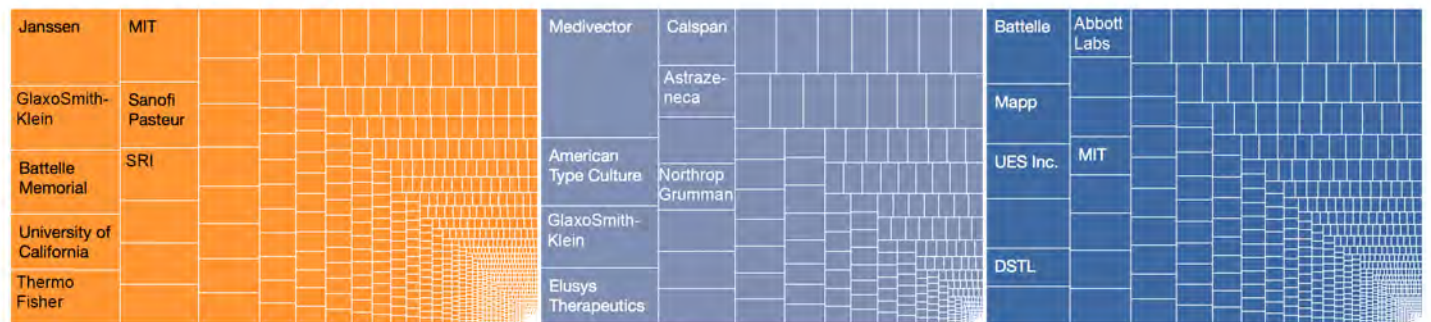 Janssen
MIT
GlaxoSmith-
Klein
Sanofi
Pasteur
Battelle
Memorial
SRI
University of
California
Thermo
Fisher
Medivector
Calspan
Astraze-
neca
American
Type Culture
Northrop
Grumman
GlaxoSmith-
Klein
Elusys
Therapeutics
Battelle
Abbott
Labs
Mapp
UES Inc.
MIT
DSTL